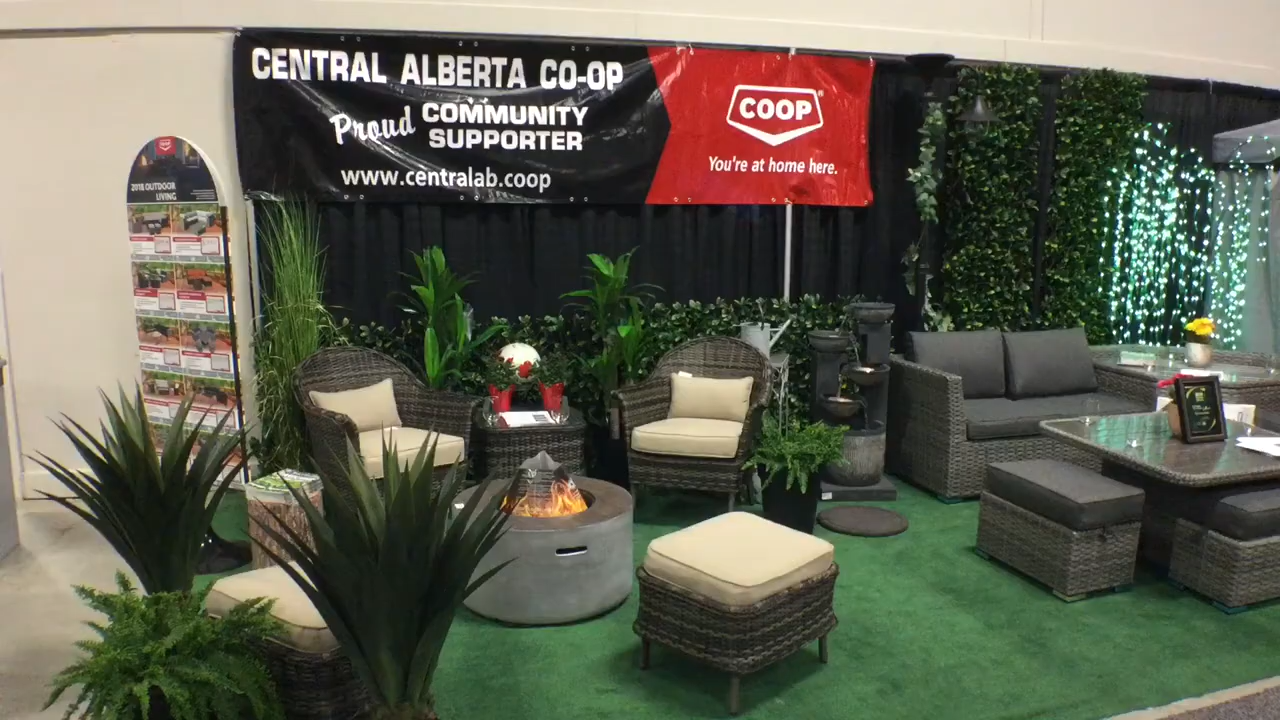 CENTRAL ALBERTA CO-OP
Proud COMMUNITY
SUPPORTER
www.centralab.coop
COOP
You're at home here.
2018 OUTDOOR
LIVING